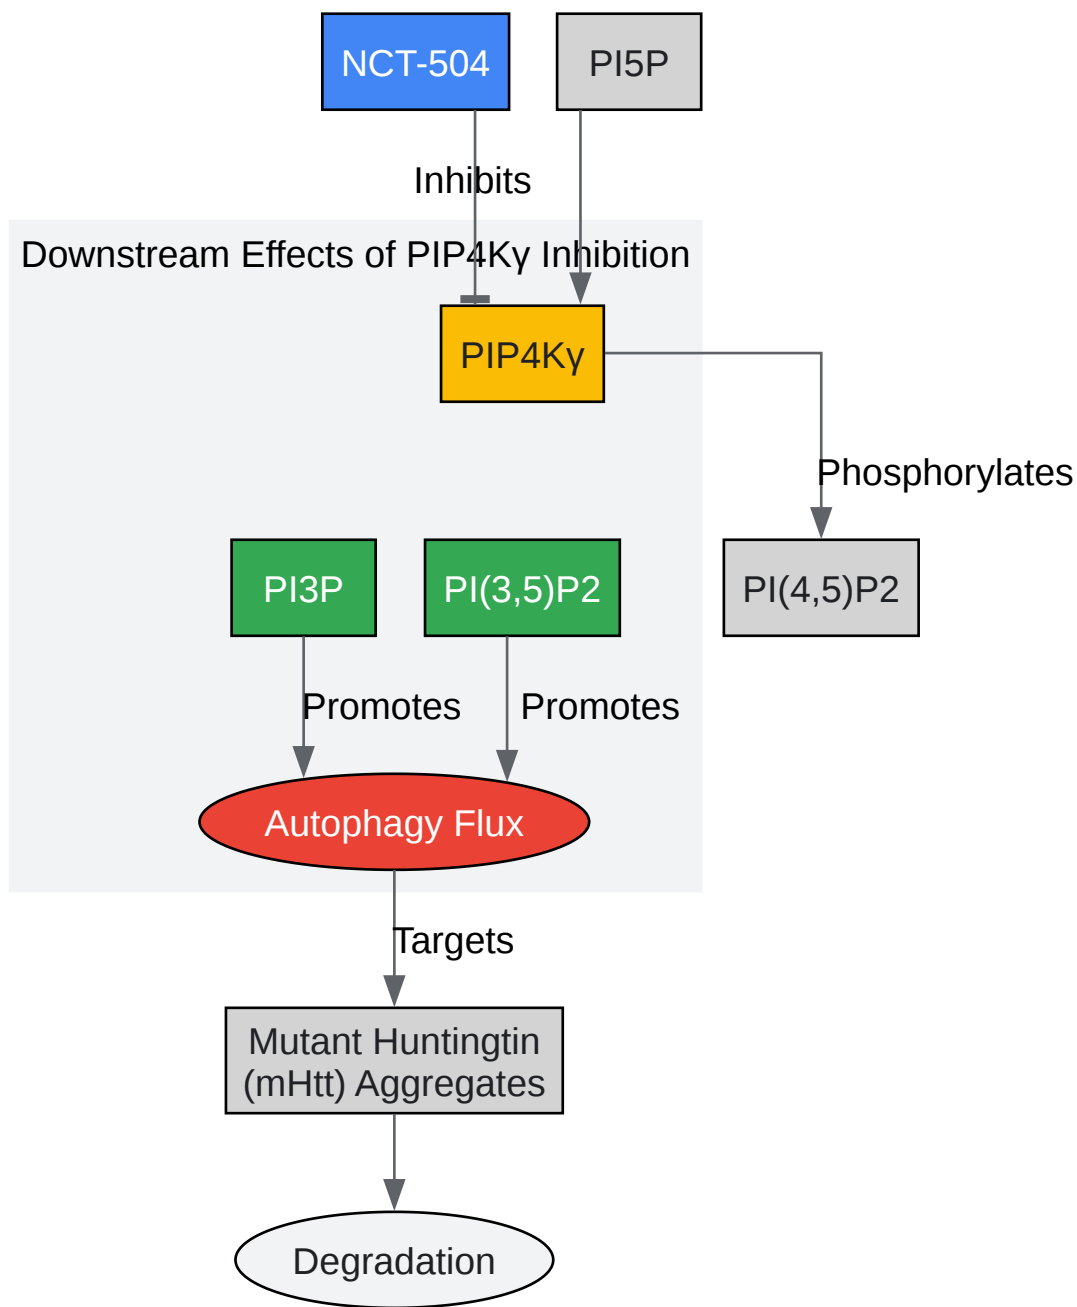 NCT-504
PI5P
Inhibits
Downstream Effects of PIP4Kγ Inhibition
PIP4Kγ
Phosphorylates
PI3P
PI(3,5)P2
PI(4,5)P2
Promotes
Promotes
Autophagy Flux
Targets
Mutant Huntingtin
(mHtt) Aggregates
Degradation